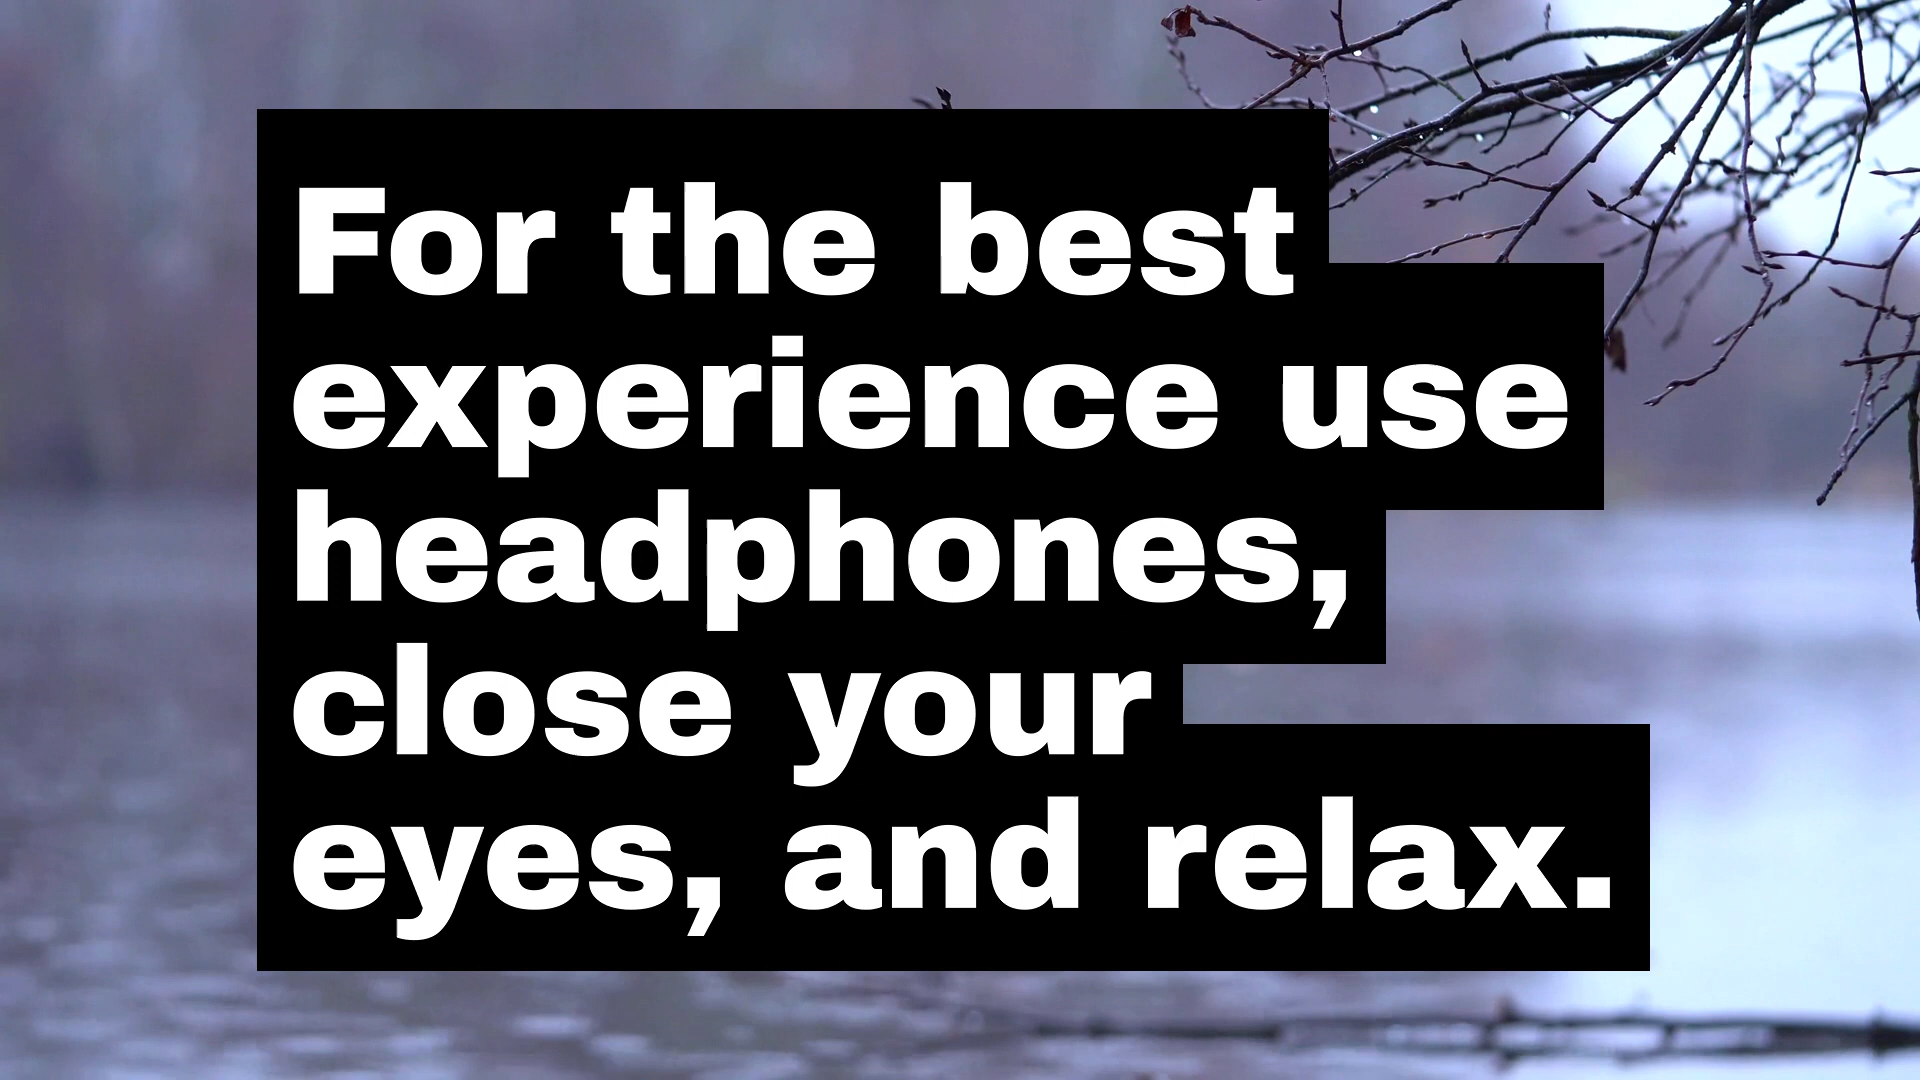 For the best
experience use
headphones,
close your
eyes, and relax.